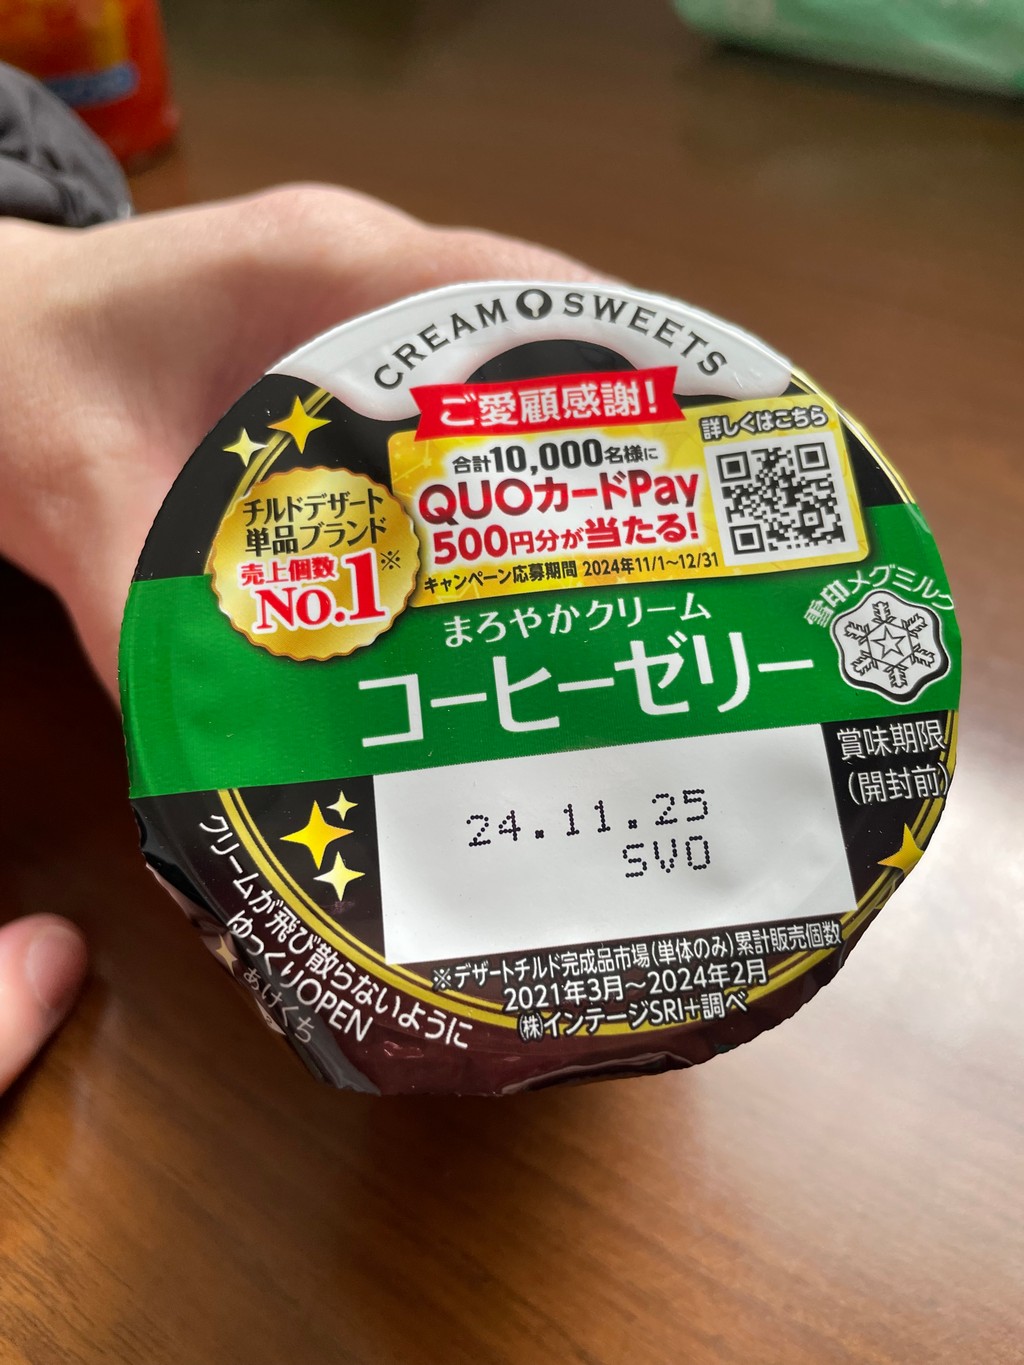 CREAM SWEETS
ご愛顧感謝!
詳しくはこちら
合計10,000名様に
QUOカードPay
500円分が当たる!
キャンペーン応募期間 2024年11/1~12/31
チルドデザート
単品ブランド
売上個数
No.1※
雪印メグミルク
まろやかクリーム
コーヒーゼリー
賞味期限
(開封前)
24.11.25
SVO
クリームが飛び散らないように
ゆっくりOPEN
あけくち
※デザートチルド完成品市場(単体のみ)累計販売個数
2021年3月~2024年2月
㈱インテージSRI+調べ